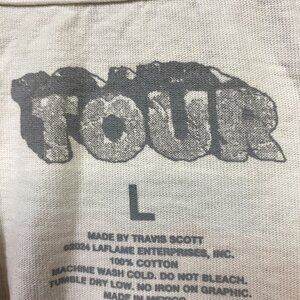 TOUR
L
MADE BY TRAVIS SCOTT
©2024 LAFLAME ENTERPRISES, INC.
100% COTTON
MACHINE WASH COLD. DO NOT BLEACH.
TUMBLE DRY LOW. NO IRON ON GRAPHIC.
MADE IN MEXICO